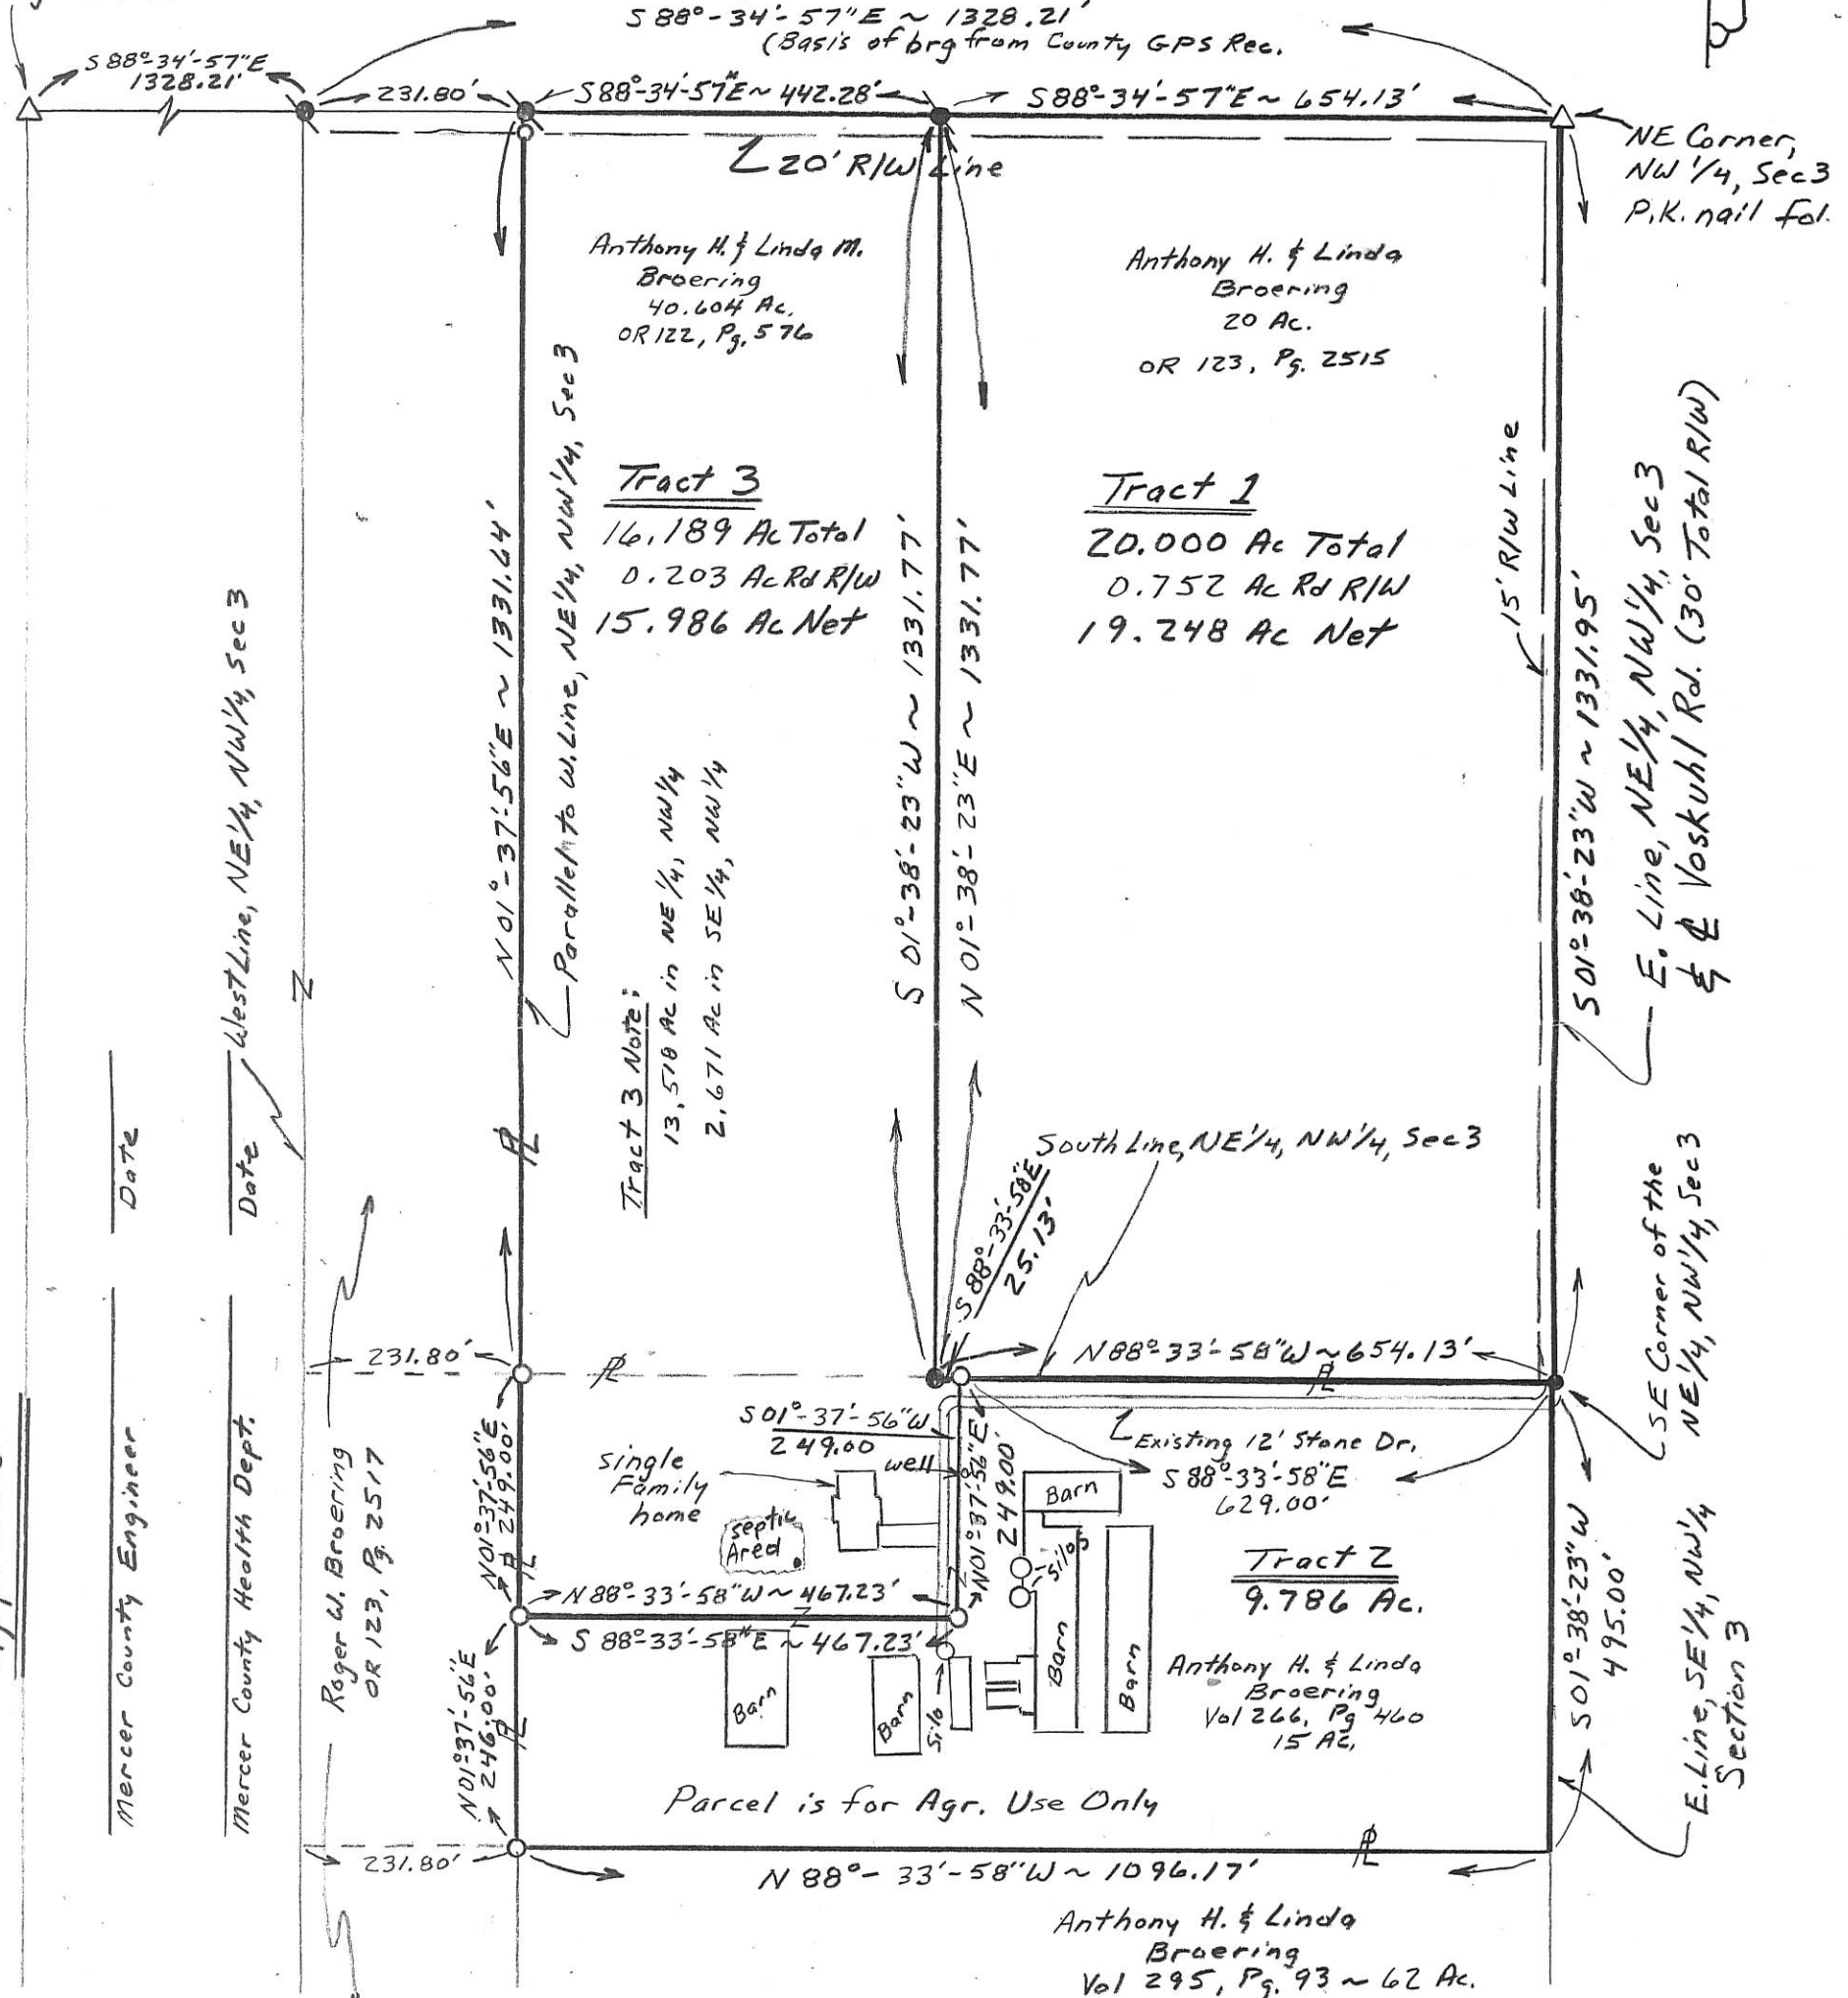 S 88°-34'-57"E ~ 1328.21'
(Basis of brg from County GPS Rec.
S 88°-34'-57"E
1328.21'
231.80'
S88°-34'-57"E ~ 442.28'
S88°-34'-57"E ~ 654.13'
NE Corner,
NW 1/4, Sec 3
P.K. nail fd.
20' R/W Line
Anthony H. & Linda M.
Broering
40.604 Ac.
OR 122, Pg. 576
Anthony H. & Linda
Broering
20 Ac.
OR 123, Pg. 2515
Tract 3
16.189 Ac Total
0.203 Ac Rd R/W
15.986 Ac Net
Tract 1
20.000 Ac Total
0.752 Ac Rd R/W
19.248 Ac Net
N 01°-37'-56"E ~ 1331.64'
Parallel to W. Line, NE 1/4, NW 1/4, Sec 3
S 01°-38'-23"W ~ 1331.77'
N 01°-38'-23"E ~ 1331.77'
15' R/W Line
S 01°-38'-23"W ~ 1331.95'
E. Line, NE 1/4, NW 1/4, Sec 3
& ℄ Voskuhl Rd. (30' Total R/W)
West Line, NE 1/4, NW 1/4, Sec 3
Z
Tract 3 Note:
13.518 Ac in NE 1/4, NW 1/4
2.671 Ac in SE 1/4, NW 1/4
PL
Date
Date
Mercer County Engineer
Mercer County Health Dept.
Roger W. Broering
OR 123, Pg. 2517
South Line, NE 1/4, NW 1/4, Sec 3
S 88°-33'-58"E
25.13'
SE Corner of the
NE 1/4, NW 1/4, Sec 3
231.80'
PL
N 88°-33'-58"W ~ 654.13'
PL
S 01°-37'-56"W
249.00
N 01°-37'-56"E
249.00'
Existing 12' Stone Dr.
S 88°-33'-58"E
629.00'
Single
Family
home
well
septic
Area
N 01°-37'-56"E
249.00'
PL
Barn
Silos
Tract 2
9.786 Ac.
N 88°-33'-58"W ~ 467.23'
Z
Z
S 88°-33'-58"E ~ 467.23'
Barn
Barn
Silo
Barn
Barn
Anthony H. & Linda
Broering
Vol 266, Pg 460
15 Ac.
S 01°-38'-23"W
495.00'
E. Line, SE 1/4, NW 1/4
Section 3
N 01°-37'-56"E
246.00'
PL
Parcel is for Agr. Use Only
231.80'
PL
N 88°-33'-58"W ~ 1096.17'
Anthony H. & Linda
Broering
Vol 295, Pg. 93 ~ 62 Ac.